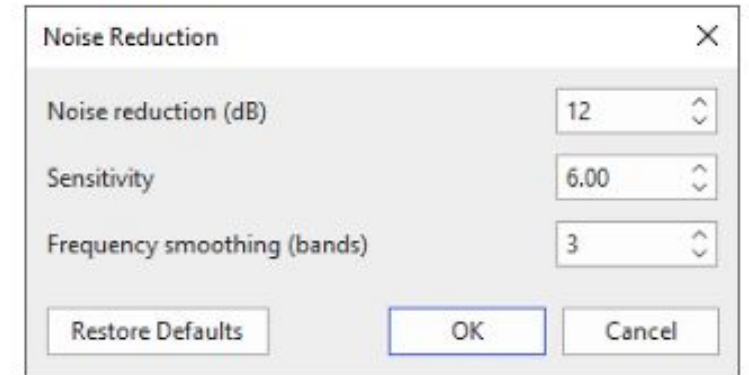 Noise Reduction
Noise reduction (dB) 12
Sensitivity 6.00
Frequency smoothing (bands) 3
Restore Defaults OK Cancel